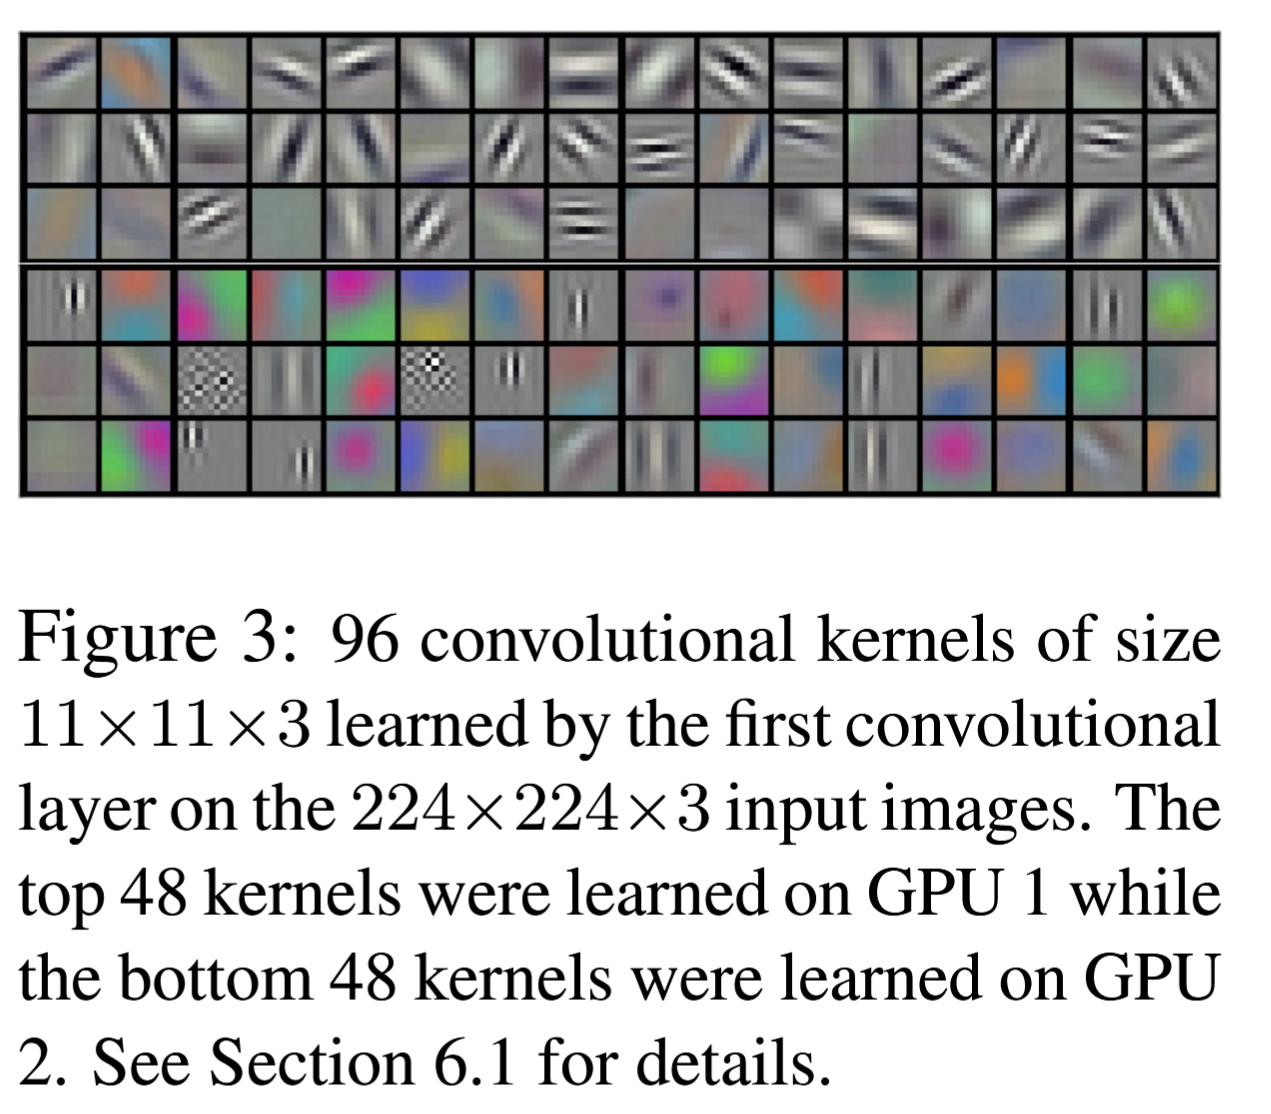 Figure 3: 96 convolutional kernels of size
11×11×3 learned by the first convolutional
layer on the 224×224×3 input images. The
top 48 kernels were learned on GPU 1 while
the bottom 48 kernels were learned on GPU
2. See Section 6.1 for details.